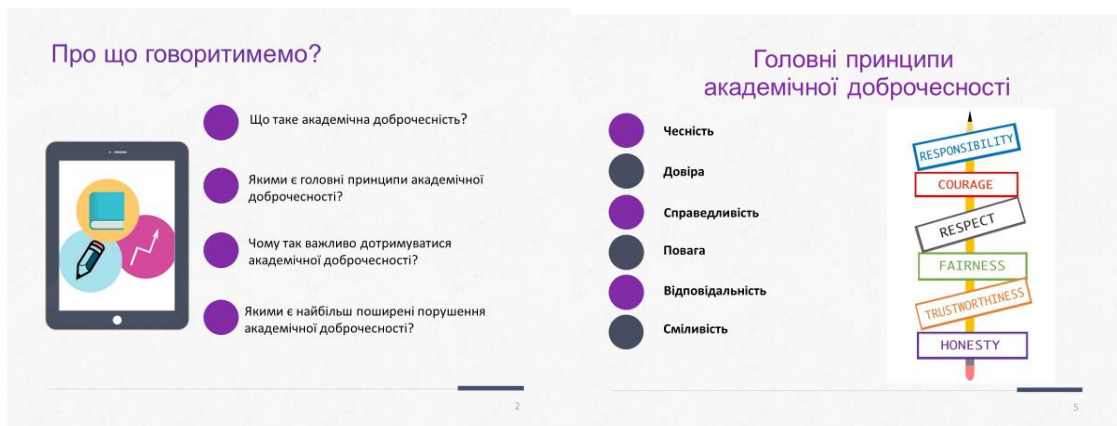 Про що говоритимемо?
Що таке академічна доброчесність?
Якими є головні принципи академічної
доброчесності?
Чому так важливо дотримуватися
академічної доброчесності?
Якими є найбільш поширені порушення
академічної доброчесності?
2
Головні принципи
академічної доброчесності
Чесність
Довіра
Справедливість
Повага
Відповідальність
Сміливість
RESPONSIBILITY
COURAGE
RESPECT
FAIRNESS
TRUSTWORTHINESS
HONESTY
5